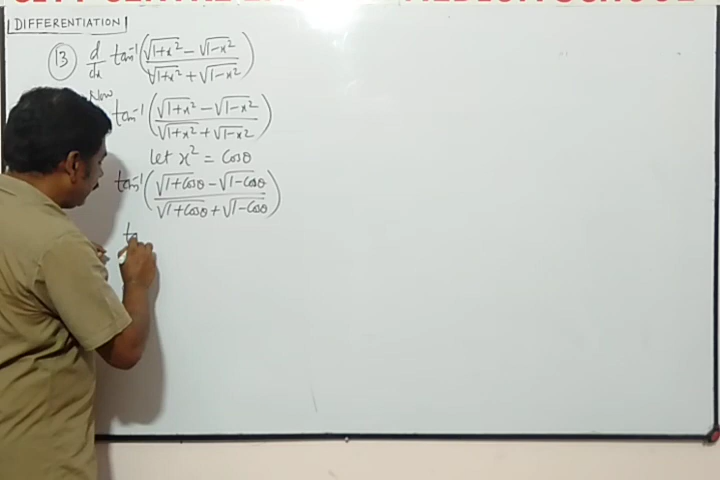 DIFFERENTIATION
13 d/dx tan⁻¹((√1+x² − √1−x²)/(√1+x² + √1−x²))
Now
tan⁻¹((√1+x² − √1−x²)/(√1+x² + √1−x²))
let x² = Cosθ
tan⁻¹((√1+Cosθ − √1−Cosθ)/(√1+Cosθ + √1−Cosθ))
ta